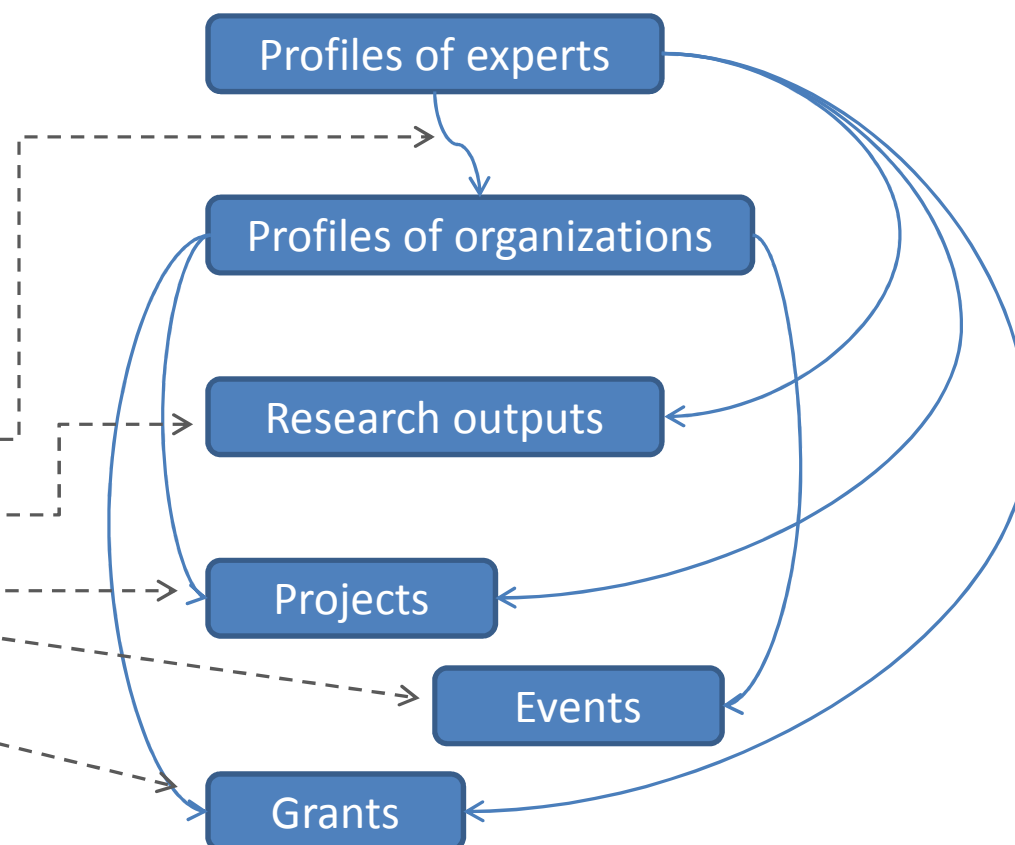 Profiles of experts
Profiles of organizations
Research outputs
Projects
Events
Grants